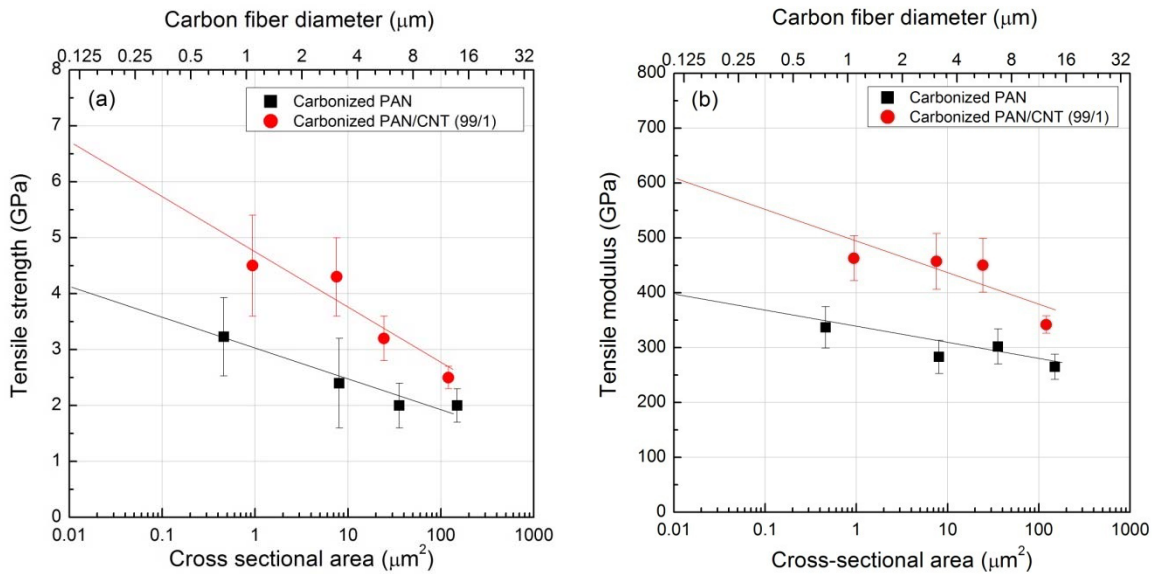 Carbon fiber diameter (μm)
0.125 0.25 0.5 1 2 4 8 16 32
8
7
6
5
4
3
2
1
0
(a)
Carbonized PAN
Carbonized PAN/CNT (99/1)
Tensile strength (GPa)
0.01 0.1 1 10 100 1000
Cross sectional area (μm²)
Carbon fiber diameter (μm)
0.125 0.25 0.5 1 2 4 8 16 32
800
700
600
500
400
300
200
100
0
(b)
Carbonized PAN
Carbonized PAN/CNT (99/1)
Tensile modulus (GPa)
0.01 0.1 1 10 100 1000
Cross-sectional area (μm²)